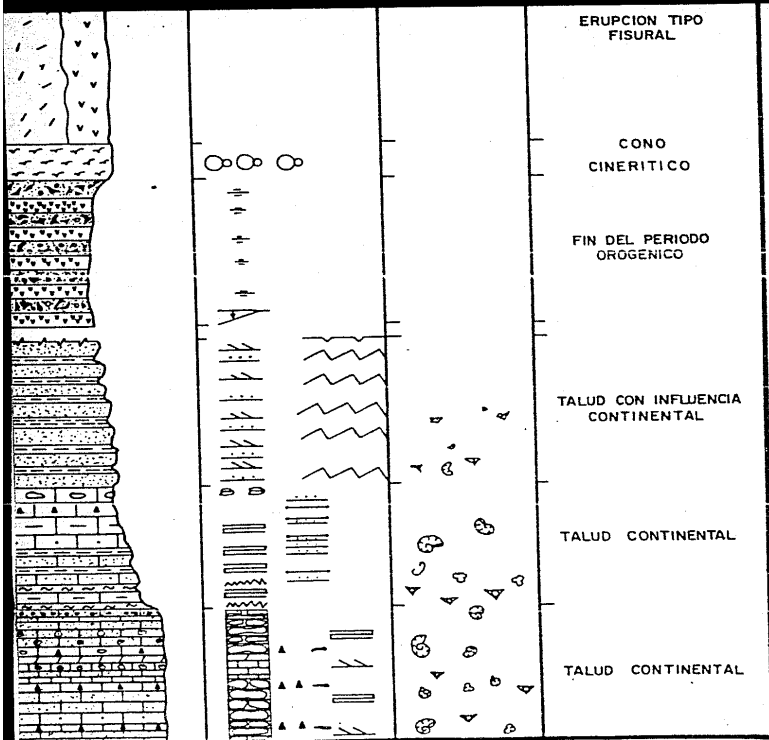 ERUPCION TIPO
FISURAL
CONO
CINERITICO
FIN DEL PERIODO
OROGENICO
TALUD CON INFLUENCIA
CONTINENTAL
TALUD CONTINENTAL
TALUD CONTINENTAL